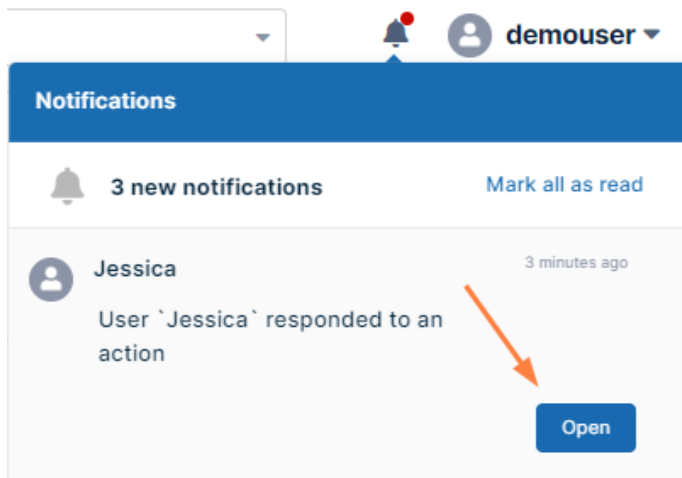 demouser
Notifications
3 new notifications
Mark all as read
Jessica
3 minutes ago
User `Jessica` responded to an
action
Open